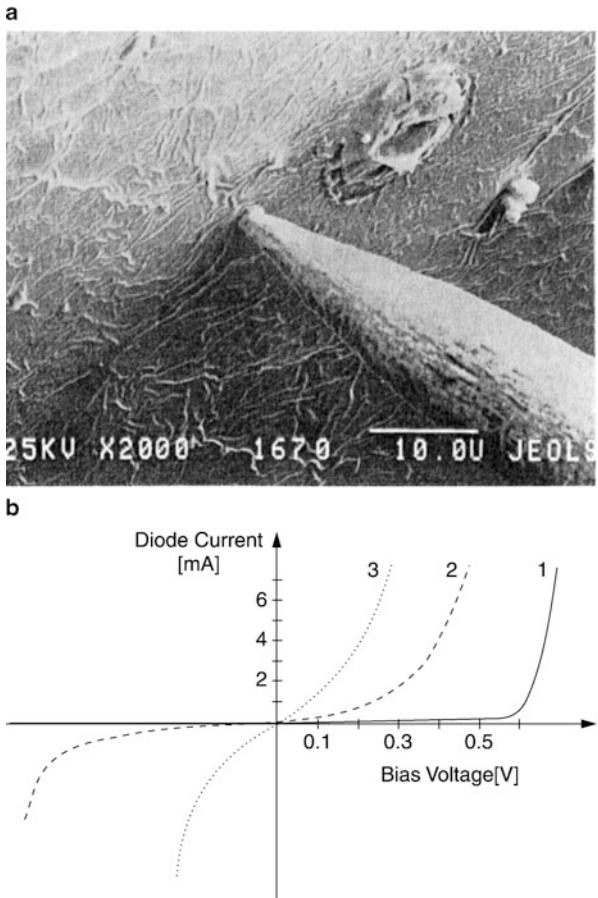 a
25KV X2000 1670 10.0U JEOLS
b
Diode Current
[mA]
3 2 1
6
4
2
0.1 0.3 0.5
Bias Voltage[V]